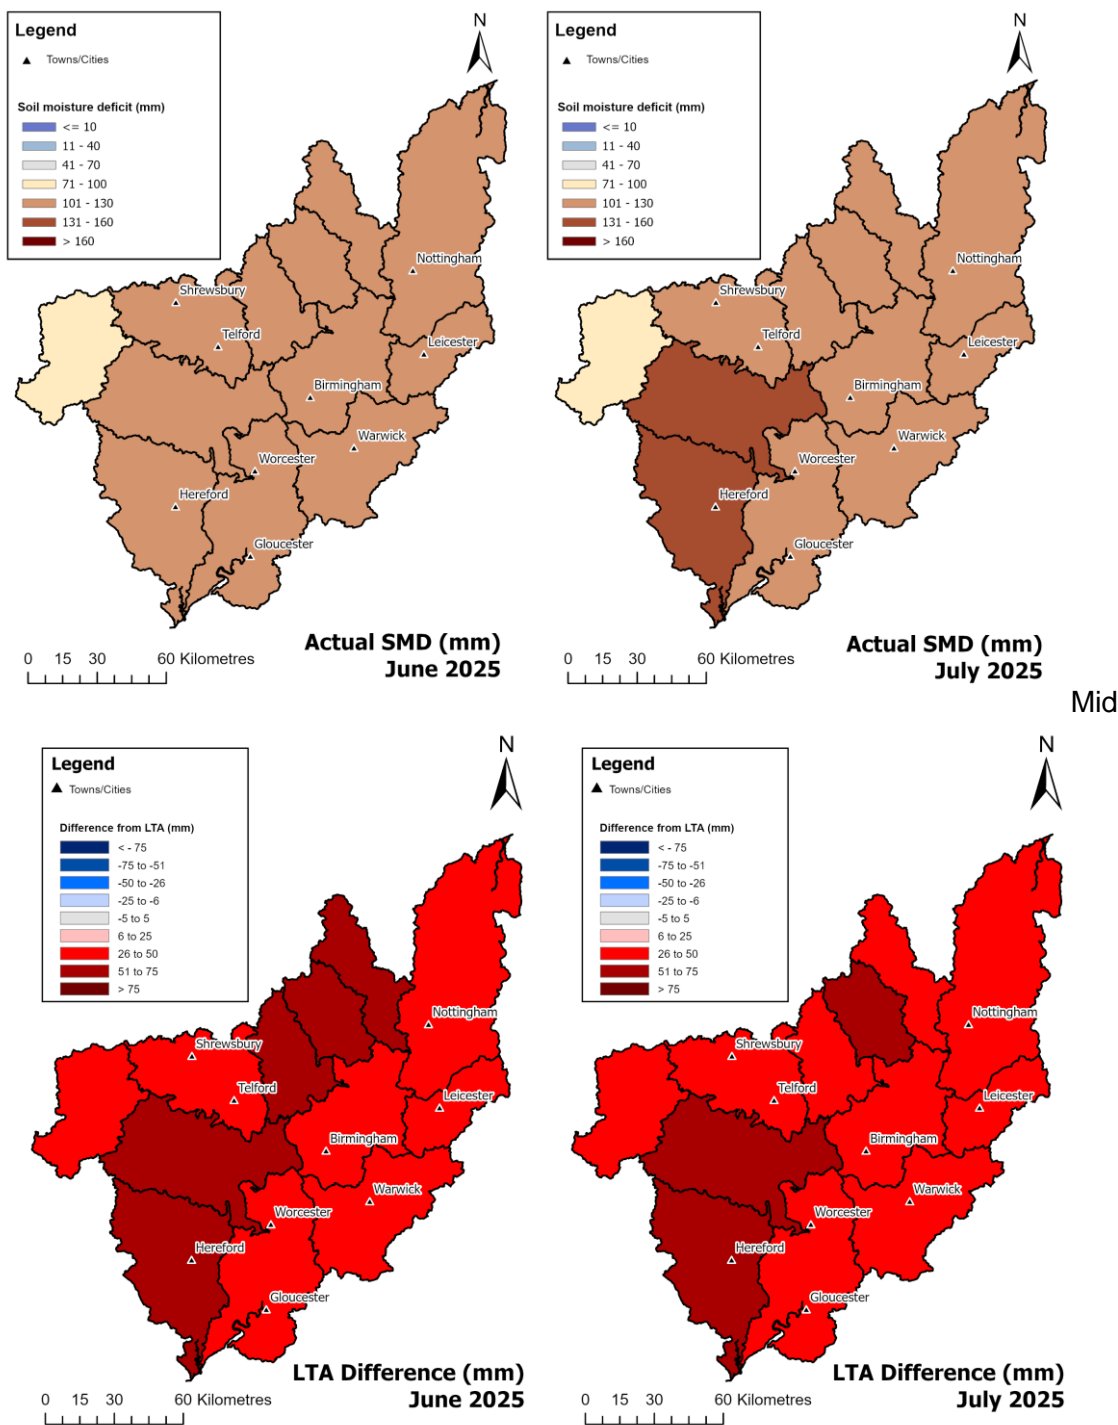 N
Legend
Towns/Cities
Soil moisture deficit (mm)
<= 10
11 - 40
41 - 70
71 - 100
101 - 130
131 - 160
> 160
Nottingham
Shrewsbury
Telford
Leicester
Birmingham
Warwick
Worcester
Hereford
Gloucester
Actual SMD (mm)
June 2025
0 15 30 60 Kilometres
N
Legend
Towns/Cities
Soil moisture deficit (mm)
<= 10
11 - 40
41 - 70
71 - 100
101 - 130
131 - 160
> 160
Nottingham
Shrewsbury
Telford
Leicester
Birmingham
Warwick
Worcester
Hereford
Gloucester
Actual SMD (mm)
July 2025
0 15 30 60 Kilometres
Mid
N
Legend
Towns/Cities
Difference from LTA (mm)
< - 75
-75 to -51
-50 to -26
-25 to -6
-5 to 5
6 to 25
26 to 50
51 to 75
> 75
Nottingham
Shrewsbury
Telford
Leicester
Birmingham
Warwick
Worcester
Hereford
Gloucester
LTA Difference (mm)
June 2025
0 15 30 60 Kilometres
N
Legend
Towns/Cities
Difference from LTA (mm)
< - 75
-75 to -51
-50 to -26
-25 to -6
-5 to 5
6 to 25
26 to 50
51 to 75
> 75
Nottingham
Shrewsbury
Telford
Leicester
Birmingham
Warwick
Worcester
Hereford
Gloucester
LTA Difference (mm)
July 2025
0 15 30 60 Kilometres